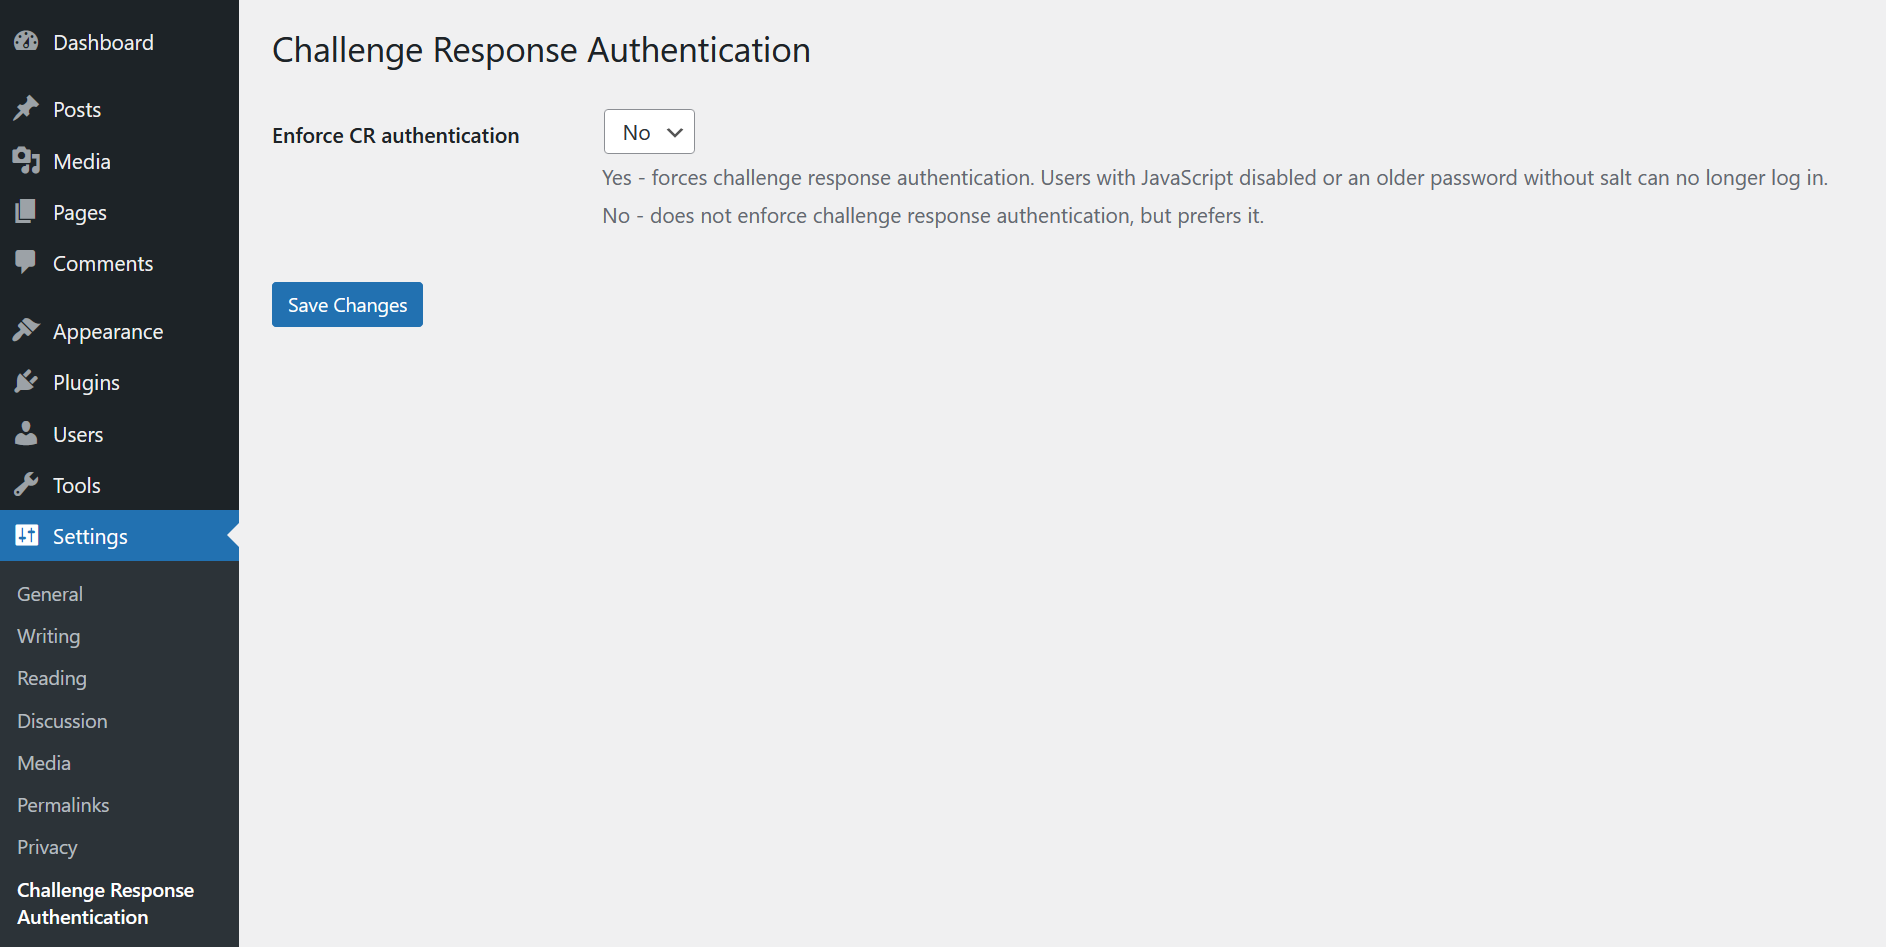 Dashboard
Posts
Media
Pages
Comments
Appearance
Plugins
Users
Tools
Settings
General
Writing
Reading
Discussion
Media
Permalinks
Privacy
Challenge Response
Authentication
Challenge Response Authentication
Enforce CR authentication
No
Yes - forces challenge response authentication. Users with JavaScript disabled or an older password without salt can no longer log in.
No - does not enforce challenge response authentication, but prefers it.
Save Changes